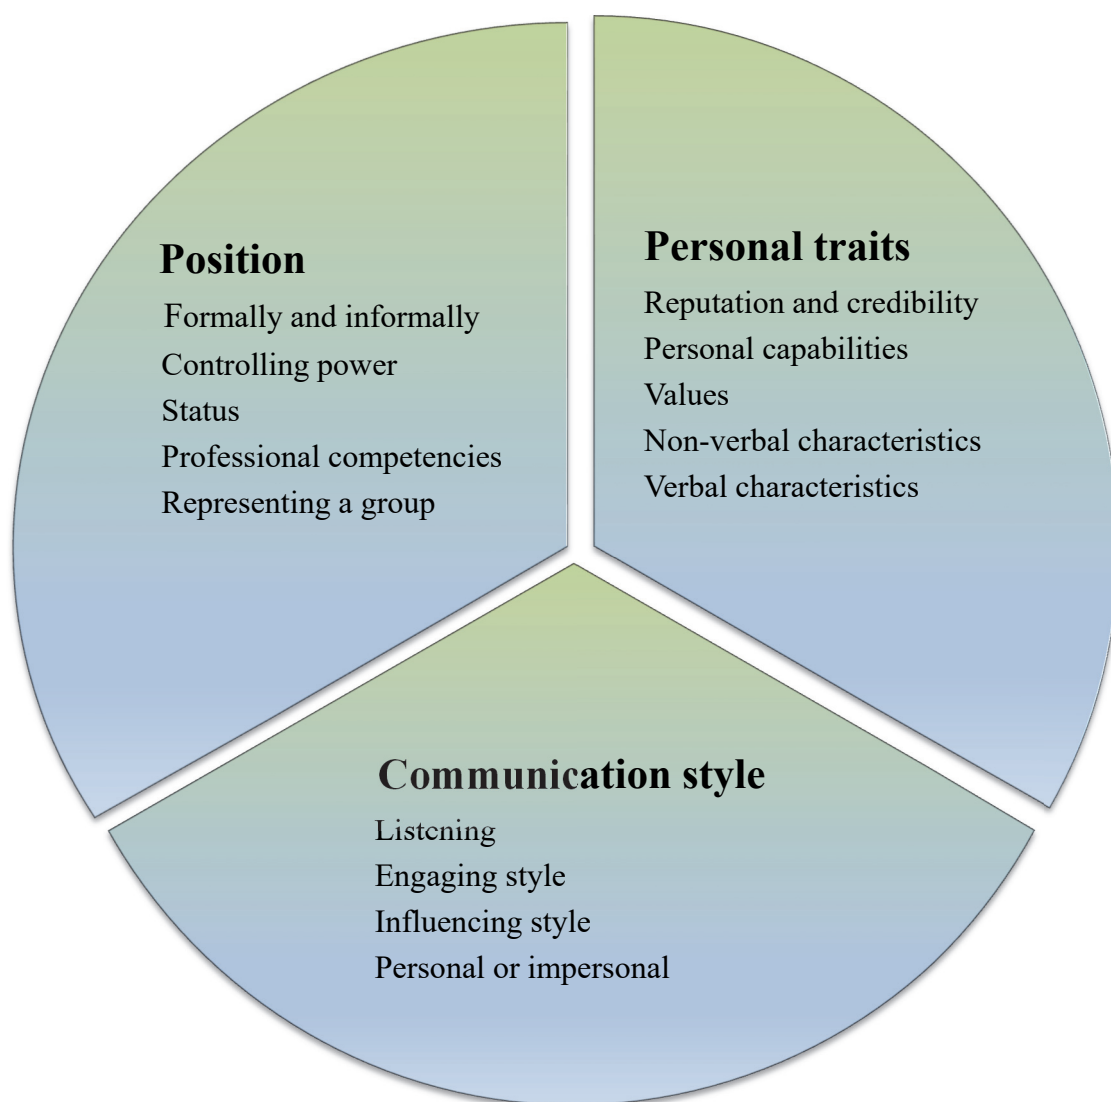 Position
Formally and informally
Controlling power
Status
Professional competencies
Representing a group
Personal traits
Reputation and credibility
Personal capabilities
Values
Non-verbal characteristics
Verbal characteristics
Communication style
Listening
Engaging style
Influencing style
Personal or impersonal